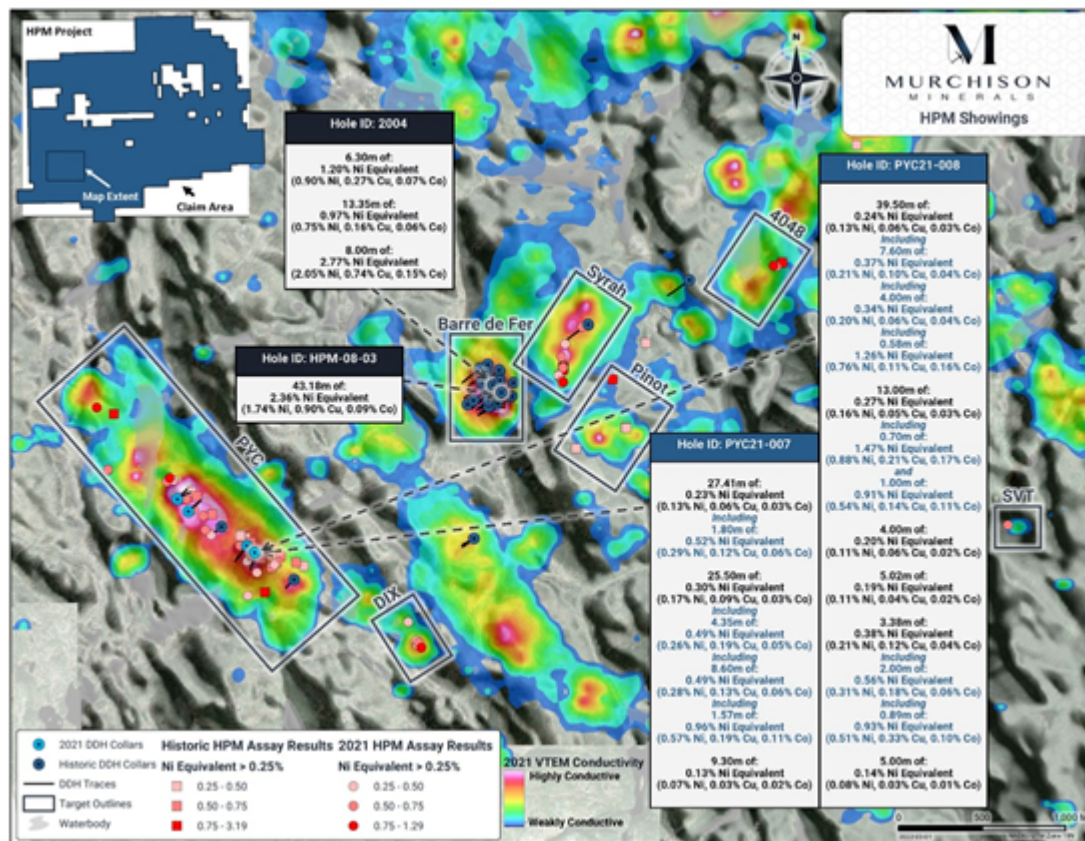 HPM Project
Map Extent
Claim Area
N
MURCHISON
MINERALS
HPM Showings
Hole ID: 2004
6.30m of:
1.20% Ni Equivalent
(0.90% Ni, 0.27% Cu, 0.07% Co)
13.35m of:
0.97% Ni Equivalent
(0.75% Ni, 0.16% Cu, 0.06% Co)
8.00m of:
2.77% Ni Equivalent
(2.05% Ni, 0.74% Cu, 0.15% Co)
Hole ID: HPM-08-03
43.18m of:
2.36% Ni Equivalent
(1.74% Ni, 0.90% Cu, 0.09% Co)
Barre de Fer
Syrah
4048
Pinot
PYC
DIX
SVT
Hole ID: PYC21-007
27.41m of:
0.23% Ni Equivalent
(0.13% Ni, 0.06% Cu, 0.03% Co)
Including
1.80m of:
0.52% Ni Equivalent
(0.29% Ni, 0.12% Cu, 0.06% Co)
25.50m of:
0.30% Ni Equivalent
(0.17% Ni, 0.09% Cu, 0.03% Co)
Including
4.35m of:
0.49% Ni Equivalent
(0.26% Ni, 0.19% Cu, 0.05% Co)
Including
8.60m of:
0.49% Ni Equivalent
(0.28% Ni, 0.13% Cu, 0.06% Co)
Including
1.57m of:
0.96% Ni Equivalent
(0.57% Ni, 0.19% Cu, 0.11% Co)
9.30m of:
0.13% Ni Equivalent
(0.07% Ni, 0.03% Cu, 0.02% Co)
Hole ID: PYC21-008
39.50m of:
0.24% Ni Equivalent
(0.13% Ni, 0.06% Cu, 0.03% Co)
Including
7.60m of:
0.37% Ni Equivalent
(0.21% Ni, 0.10% Cu, 0.04% Co)
Including
4.00m of:
0.34% Ni Equivalent
(0.20% Ni, 0.06% Cu, 0.04% Co)
Including
0.58m of:
1.26% Ni Equivalent
(0.76% Ni, 0.11% Cu, 0.16% Co)
13.00m of:
0.27% Ni Equivalent
(0.16% Ni, 0.05% Cu, 0.03% Co)
Including
0.70m of:
1.47% Ni Equivalent
(0.88% Ni, 0.21% Cu, 0.17% Co)
and
1.00m of:
0.91% Ni Equivalent
(0.54% Ni, 0.14% Cu, 0.11% Co)
4.00m of:
0.20% Ni Equivalent
(0.11% Ni, 0.06% Cu, 0.02% Co)
5.02m of:
0.19% Ni Equivalent
(0.11% Ni, 0.04% Cu, 0.02% Co)
3.38m of:
0.38% Ni Equivalent
(0.21% Ni, 0.12% Cu, 0.04% Co)
Including
2.00m of:
0.56% Ni Equivalent
(0.31% Ni, 0.18% Cu, 0.06% Co)
Including
0.89m of:
0.93% Ni Equivalent
(0.51% Ni, 0.33% Cu, 0.10% Co)
5.00m of:
0.14% Ni Equivalent
(0.08% Ni, 0.03% Cu, 0.01% Co)
2021 DDH Collars
Historic DDH Collars
DDH Traces
Target Outlines
Waterbody
Historic HPM Assay Results
Ni Equivalent > 0.25%
0.25 - 0.50
0.50 - 0.75
0.75 - 3.19
2021 HPM Assay Results
Ni Equivalent > 0.25%
0.25 - 0.50
0.50 - 0.75
0.75 - 1.29
2021 VTEM Conductivity
Highly Conductive
Weakly Conductive
0 500 1,000